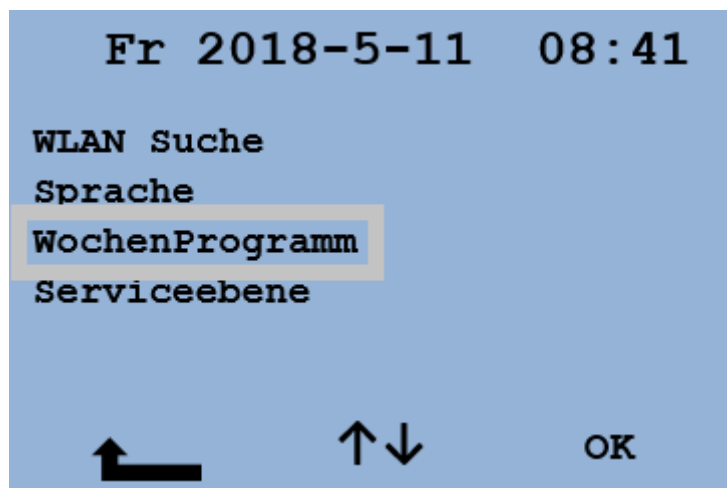 Fr 2018-5-11 08:41
WLAN Suche
Sprache
WochenProgramm
Serviceebene
↑↓ OK